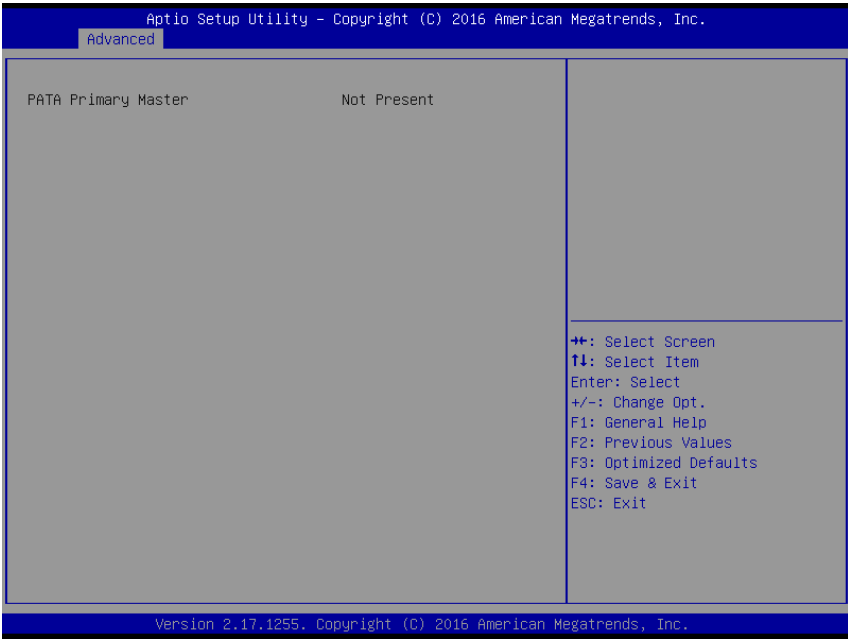 Aptio Setup Utility – Copyright (C) 2016 American Megatrends, Inc.
Advanced
PATA Primary Master Not Present
→←: Select Screen
↑↓: Select Item
Enter: Select
+/-: Change Opt.
F1: General Help
F2: Previous Values
F3: Optimized Defaults
F4: Save & Exit
ESC: Exit
Version 2.17.1255. Copyright (C) 2016 American Megatrends, Inc.